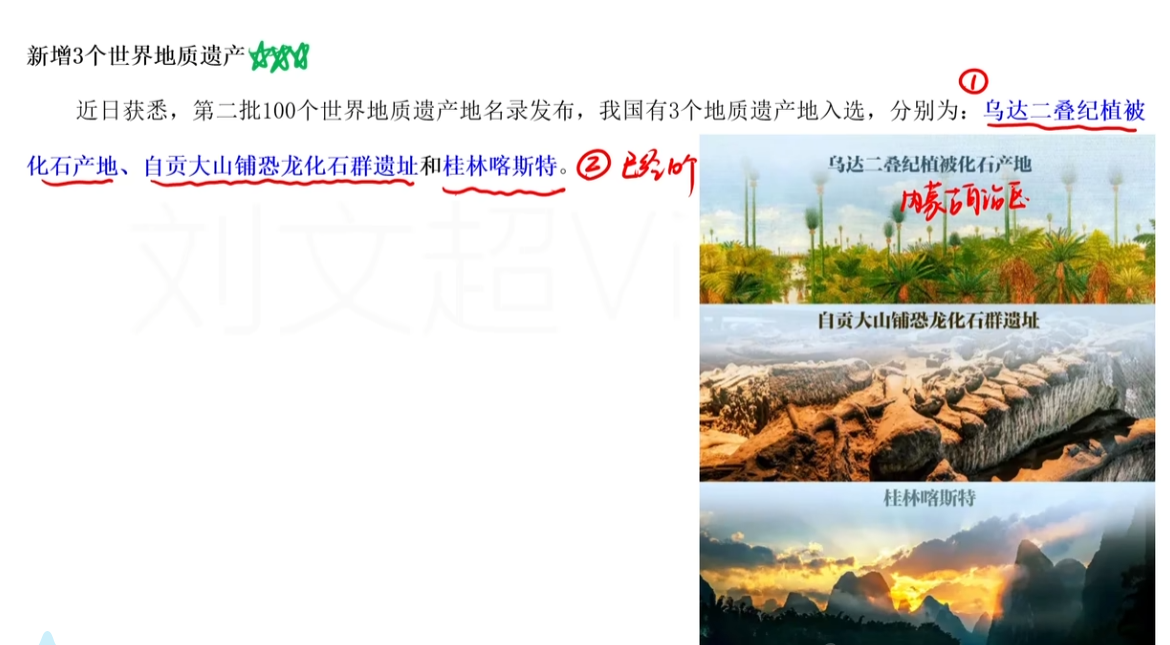 新增3个世界地质遗产
①
近日获悉，第二批100个世界地质遗产地名录发布，我国有3个地质遗产地入选，分别为：乌达二叠纪植被
化石产地、自贡大山铺恐龙化石群遗址和桂林喀斯特。② 已经的
乌达二叠纪植被化石产地
内蒙古自治区
自贡大山铺恐龙化石群遗址
桂林喀斯特
刘文超Vi